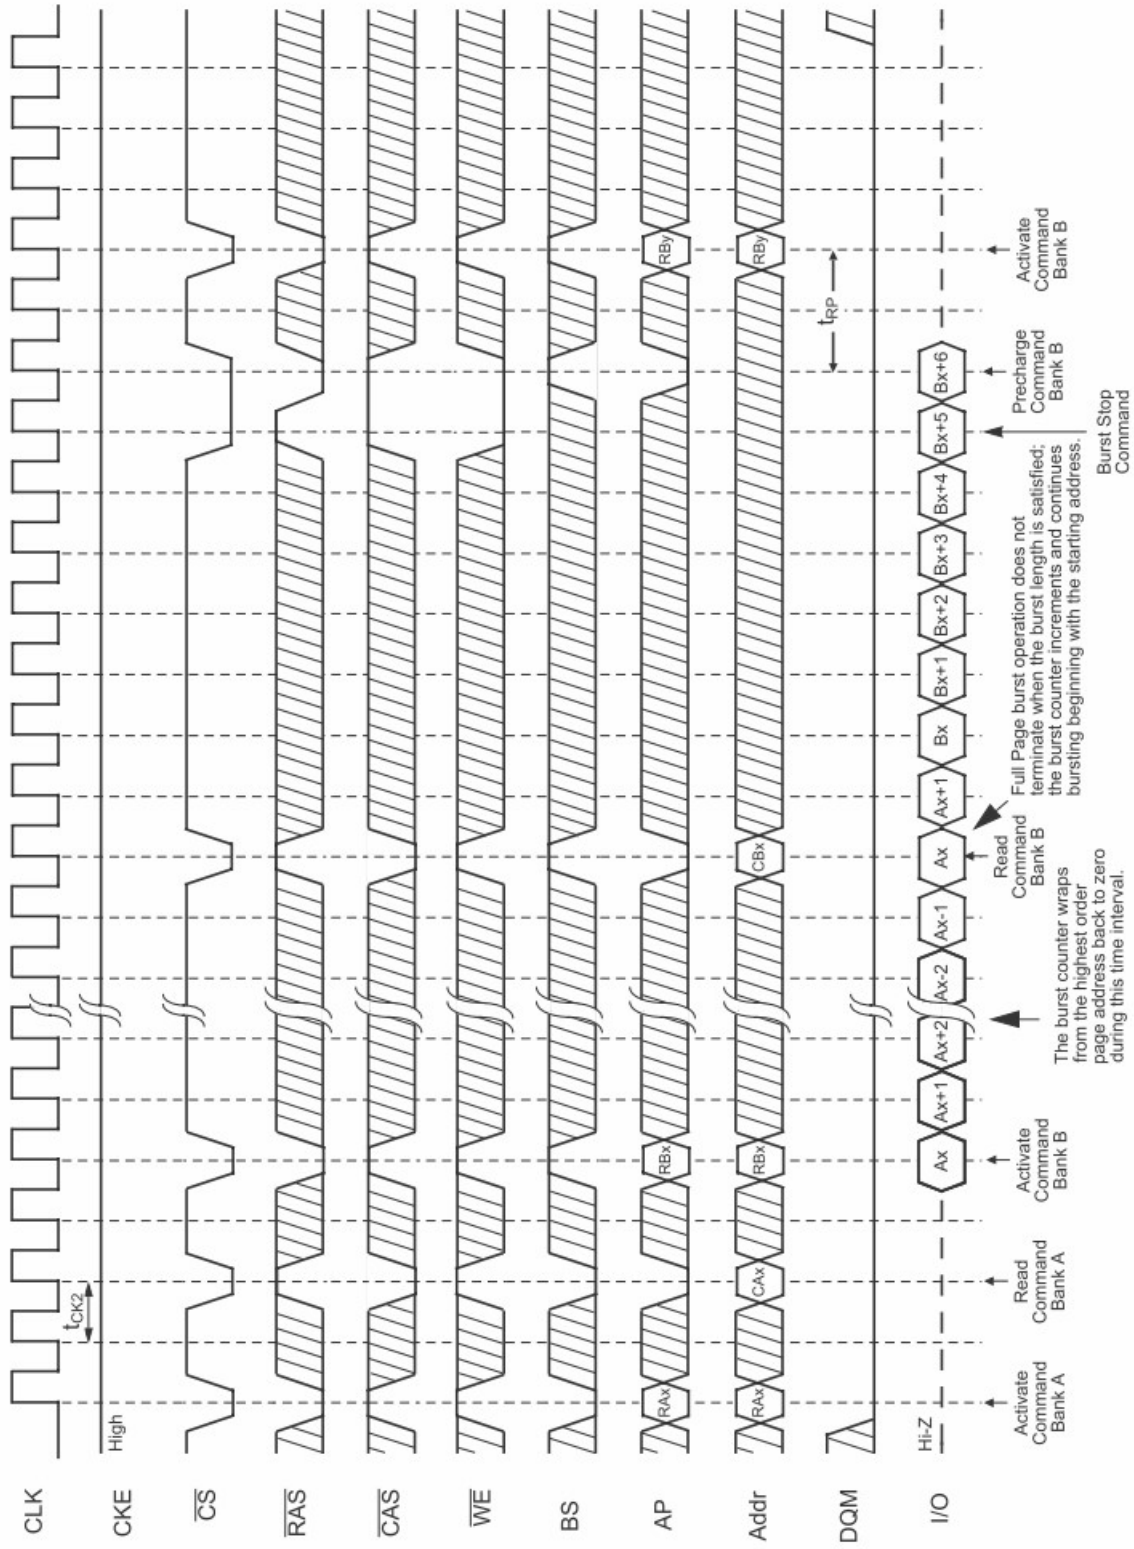 CLK
CKE
High
tCK2
CS
RAS
CAS
WE
BS
AP
RAx
RBx
RBy
Addr
RAx
CAx
RBx
CBx
RBy
DQM
tRP
I/O
Hi-Z
Ax
Ax+1
Ax+2
Ax-2
Ax-1
Ax
Ax+1
Bx
Bx+1
Bx+2
Bx+3
Bx+4
Bx+5
Bx+6
Activate
Command
Bank A
Read
Command
Bank A
Activate
Command
Bank B
The burst counter wraps
from the highest order
page address back to zero
during this time interval.
Read
Command
Bank B
Full Page burst operation does not
terminate when the burst length is satisfied;
the burst counter increments and continues
bursting beginning with the starting address.
Burst Stop
Command
Precharge
Command
Bank B
Activate
Command
Bank B